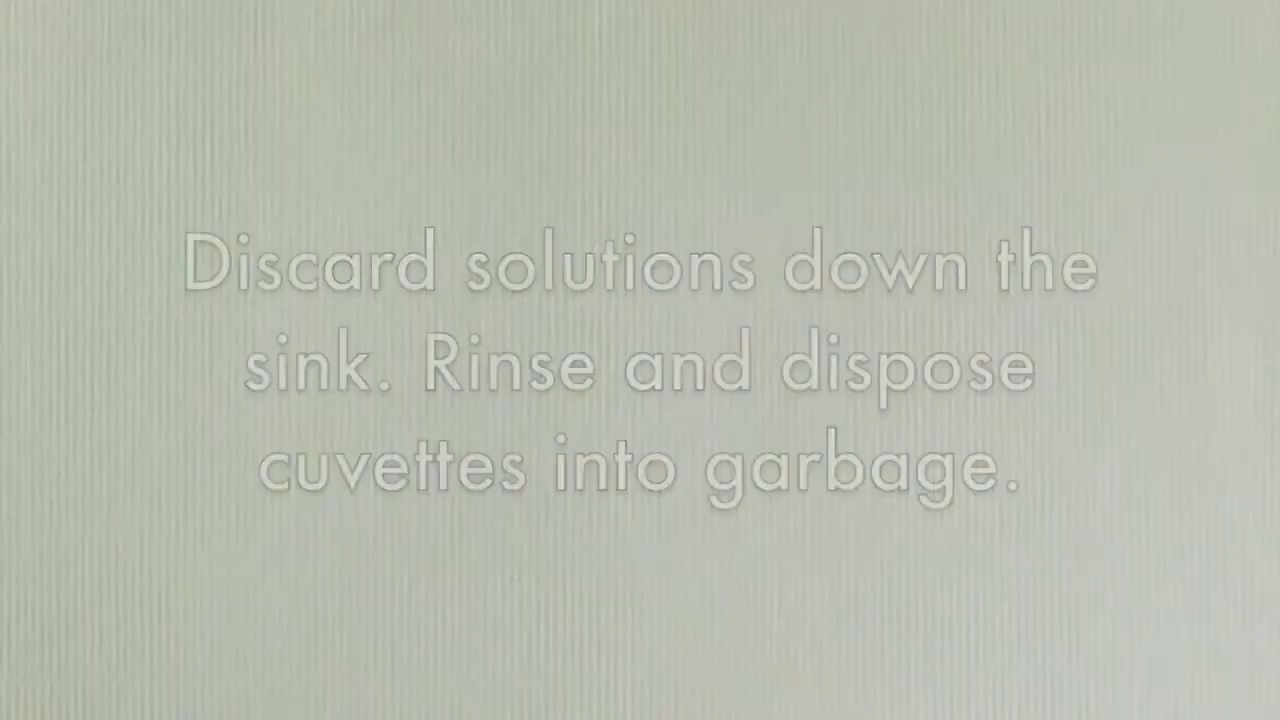 Discard solutions down the
sink. Rinse and dispose
cuvettes into garbage.